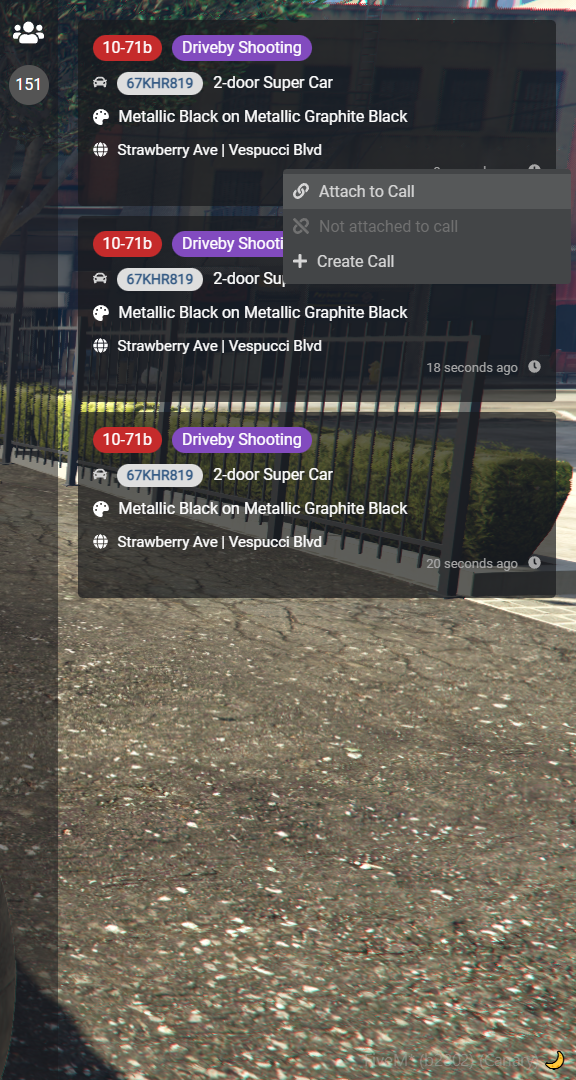 151
10-71b Driveby Shooting
67KHR819 2-door Super Car
Metallic Black on Metallic Graphite Black
Strawberry Ave | Vespucci Blvd
Attach to Call
Not attached to call
Create Call
10-71b Driveby Shooti
67KHR819 2-door Sup
Metallic Black on Metallic Graphite Black
Strawberry Ave | Vespucci Blvd
18 seconds ago
10-71b Driveby Shooting
67KHR819 2-door Super Car
Metallic Black on Metallic Graphite Black
Strawberry Ave | Vespucci Blvd
20 seconds ago